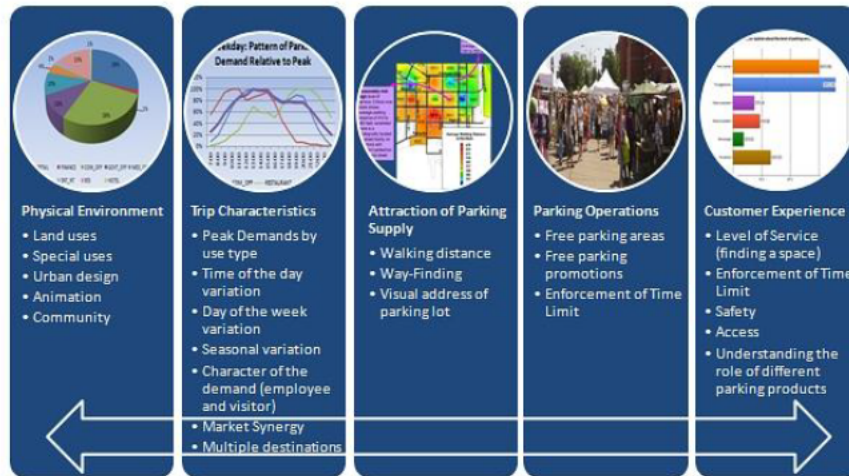 Weekday: Pattern of Parking
Demand Relative to Peak
Physical Environment
• Land uses
• Special uses
• Urban design
• Animation
• Community
Trip Characteristics
• Peak Demands by
use type
• Time of the day
variation
• Day of the week
variation
• Seasonal variation
• Character of the
demand (employee
and visitor)
• Market Synergy
• Multiple destinations
Attraction of Parking
Supply
• Walking distance
• Way-Finding
• Visual address of
parking lot
Parking Operations
• Free parking areas
• Free parking
promotions
• Enforcement of Time
Limit
Customer Experience
• Level of Service
(finding a space)
• Enforcement of Time
Limit
• Safety
• Access
• Understanding the
role of different
parking products